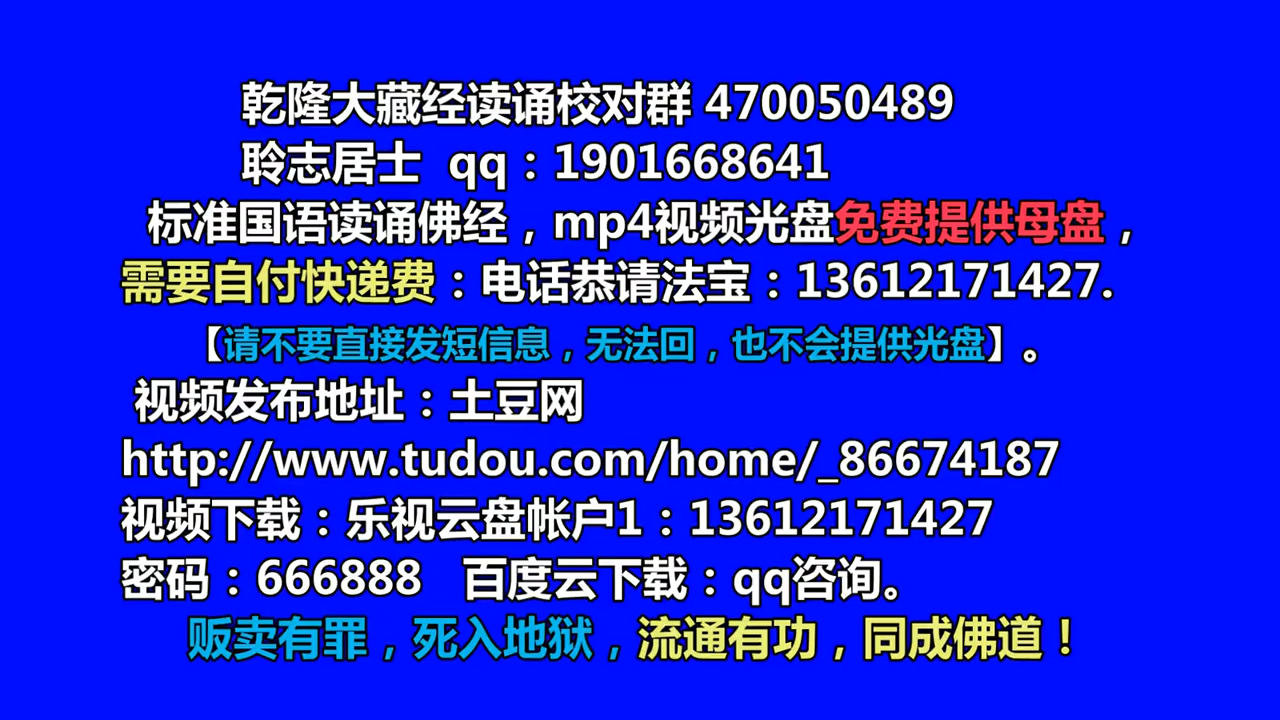 乾隆大藏经读诵校对群 470050489
聆志居士 qq：1901668641
标准国语读诵佛经，mp4视频光盘免费提供母盘，
需要自付快递费：电话恭请法宝：13612171427.
【请不要直接发短信息，无法回，也不会提供光盘】。
视频发布地址：土豆网
http://www.tudou.com/home/_86674187
视频下载：乐视云盘帐户1：13612171427
密码：666888 百度云下载：qq咨询。
贩卖有罪，死入地狱，流通有功，同成佛道！